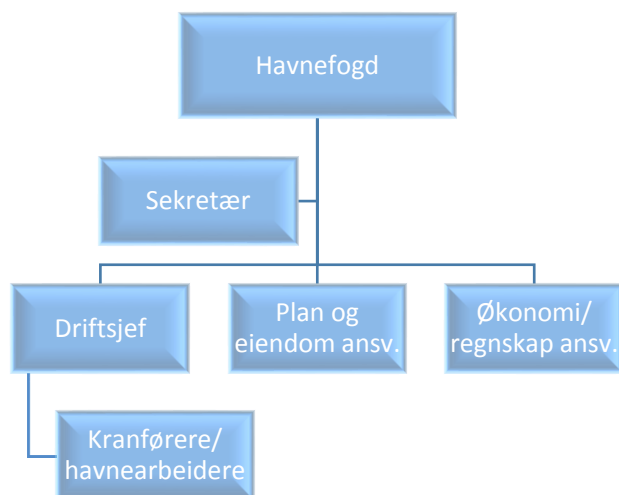 Havnefogd
Sekretær
Driftsjef
Plan og
eiendom ansv.
Økonomi/
regnskap ansv.
Kranførere/
havnearbeidere